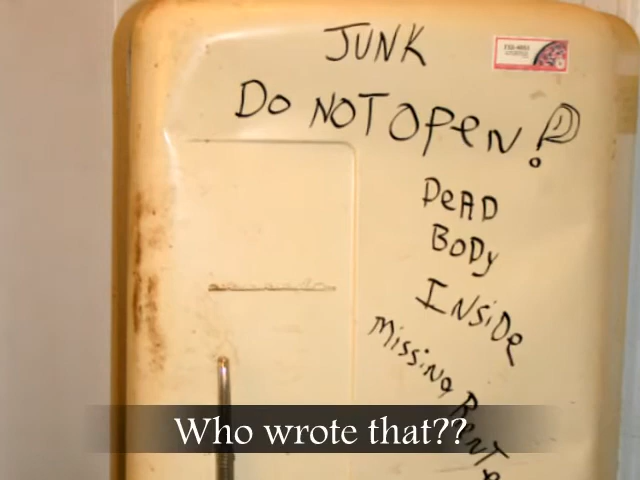 JUNK
DO NOT OPeN!
DeAD
BODy
INSiDe
Missing
Who wrote that??